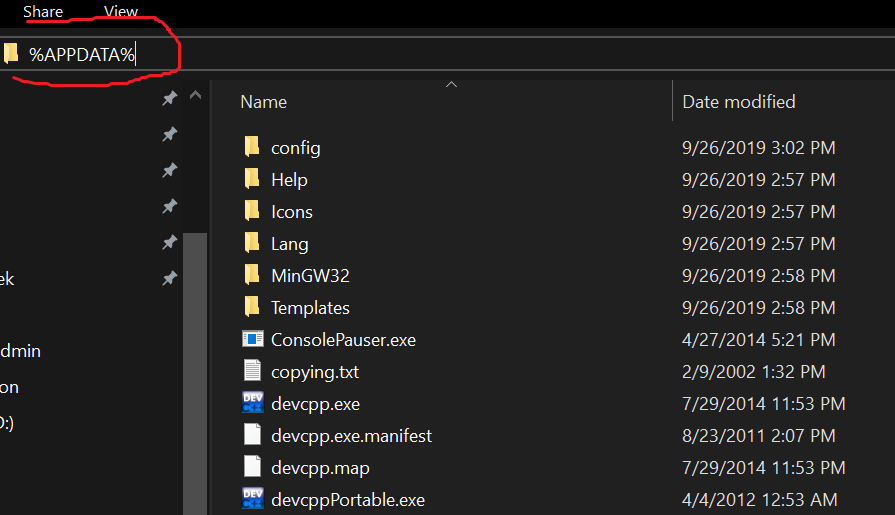 Share View
%APPDATA%
Name Date modified
config 9/26/2019 3:02 PM
Help 9/26/2019 2:57 PM
Icons 9/26/2019 2:57 PM
Lang 9/26/2019 2:57 PM
ek
MinGW32 9/26/2019 2:58 PM
Templates 9/26/2019 2:58 PM
ConsolePauser.exe 4/27/2014 5:21 PM
dmin
copying.txt 2/9/2002 1:32 PM
on
devcpp.exe 7/29/2014 11:53 PM
D:)
devcpp.exe.manifest 8/23/2011 2:07 PM
devcpp.map 7/29/2014 11:53 PM
devcppPortable.exe 4/4/2012 12:53 AM